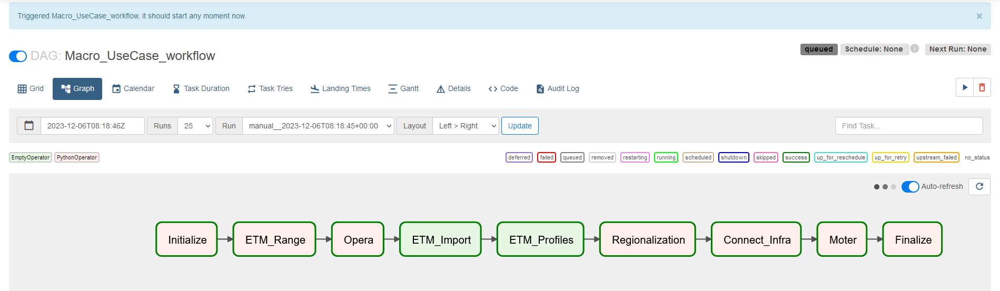 Triggered Macro_UseCase_workflow, it should start any moment now. ×
DAG: Macro_UseCase_workflow
queued Schedule: None i Next Run: None
Grid Graph Calendar Task Duration Task Tries Landing Times Gantt Details Code Audit Log
2023-12-06T08:18:46Z Runs 25 Run manual__2023-12-06T08:18:45+00:00 Layout Left > Right Update Find Task...
EmptyOperator PythonOperator deferred failed queued removed restarting running scheduled shutdown skipped success up_for_reschedule up_for_retry upstream_failed no_status
Auto-refresh
Initialize ETM_Range Opera ETM_Import ETM_Profiles Regionalization Connect_Infra Moter Finalize